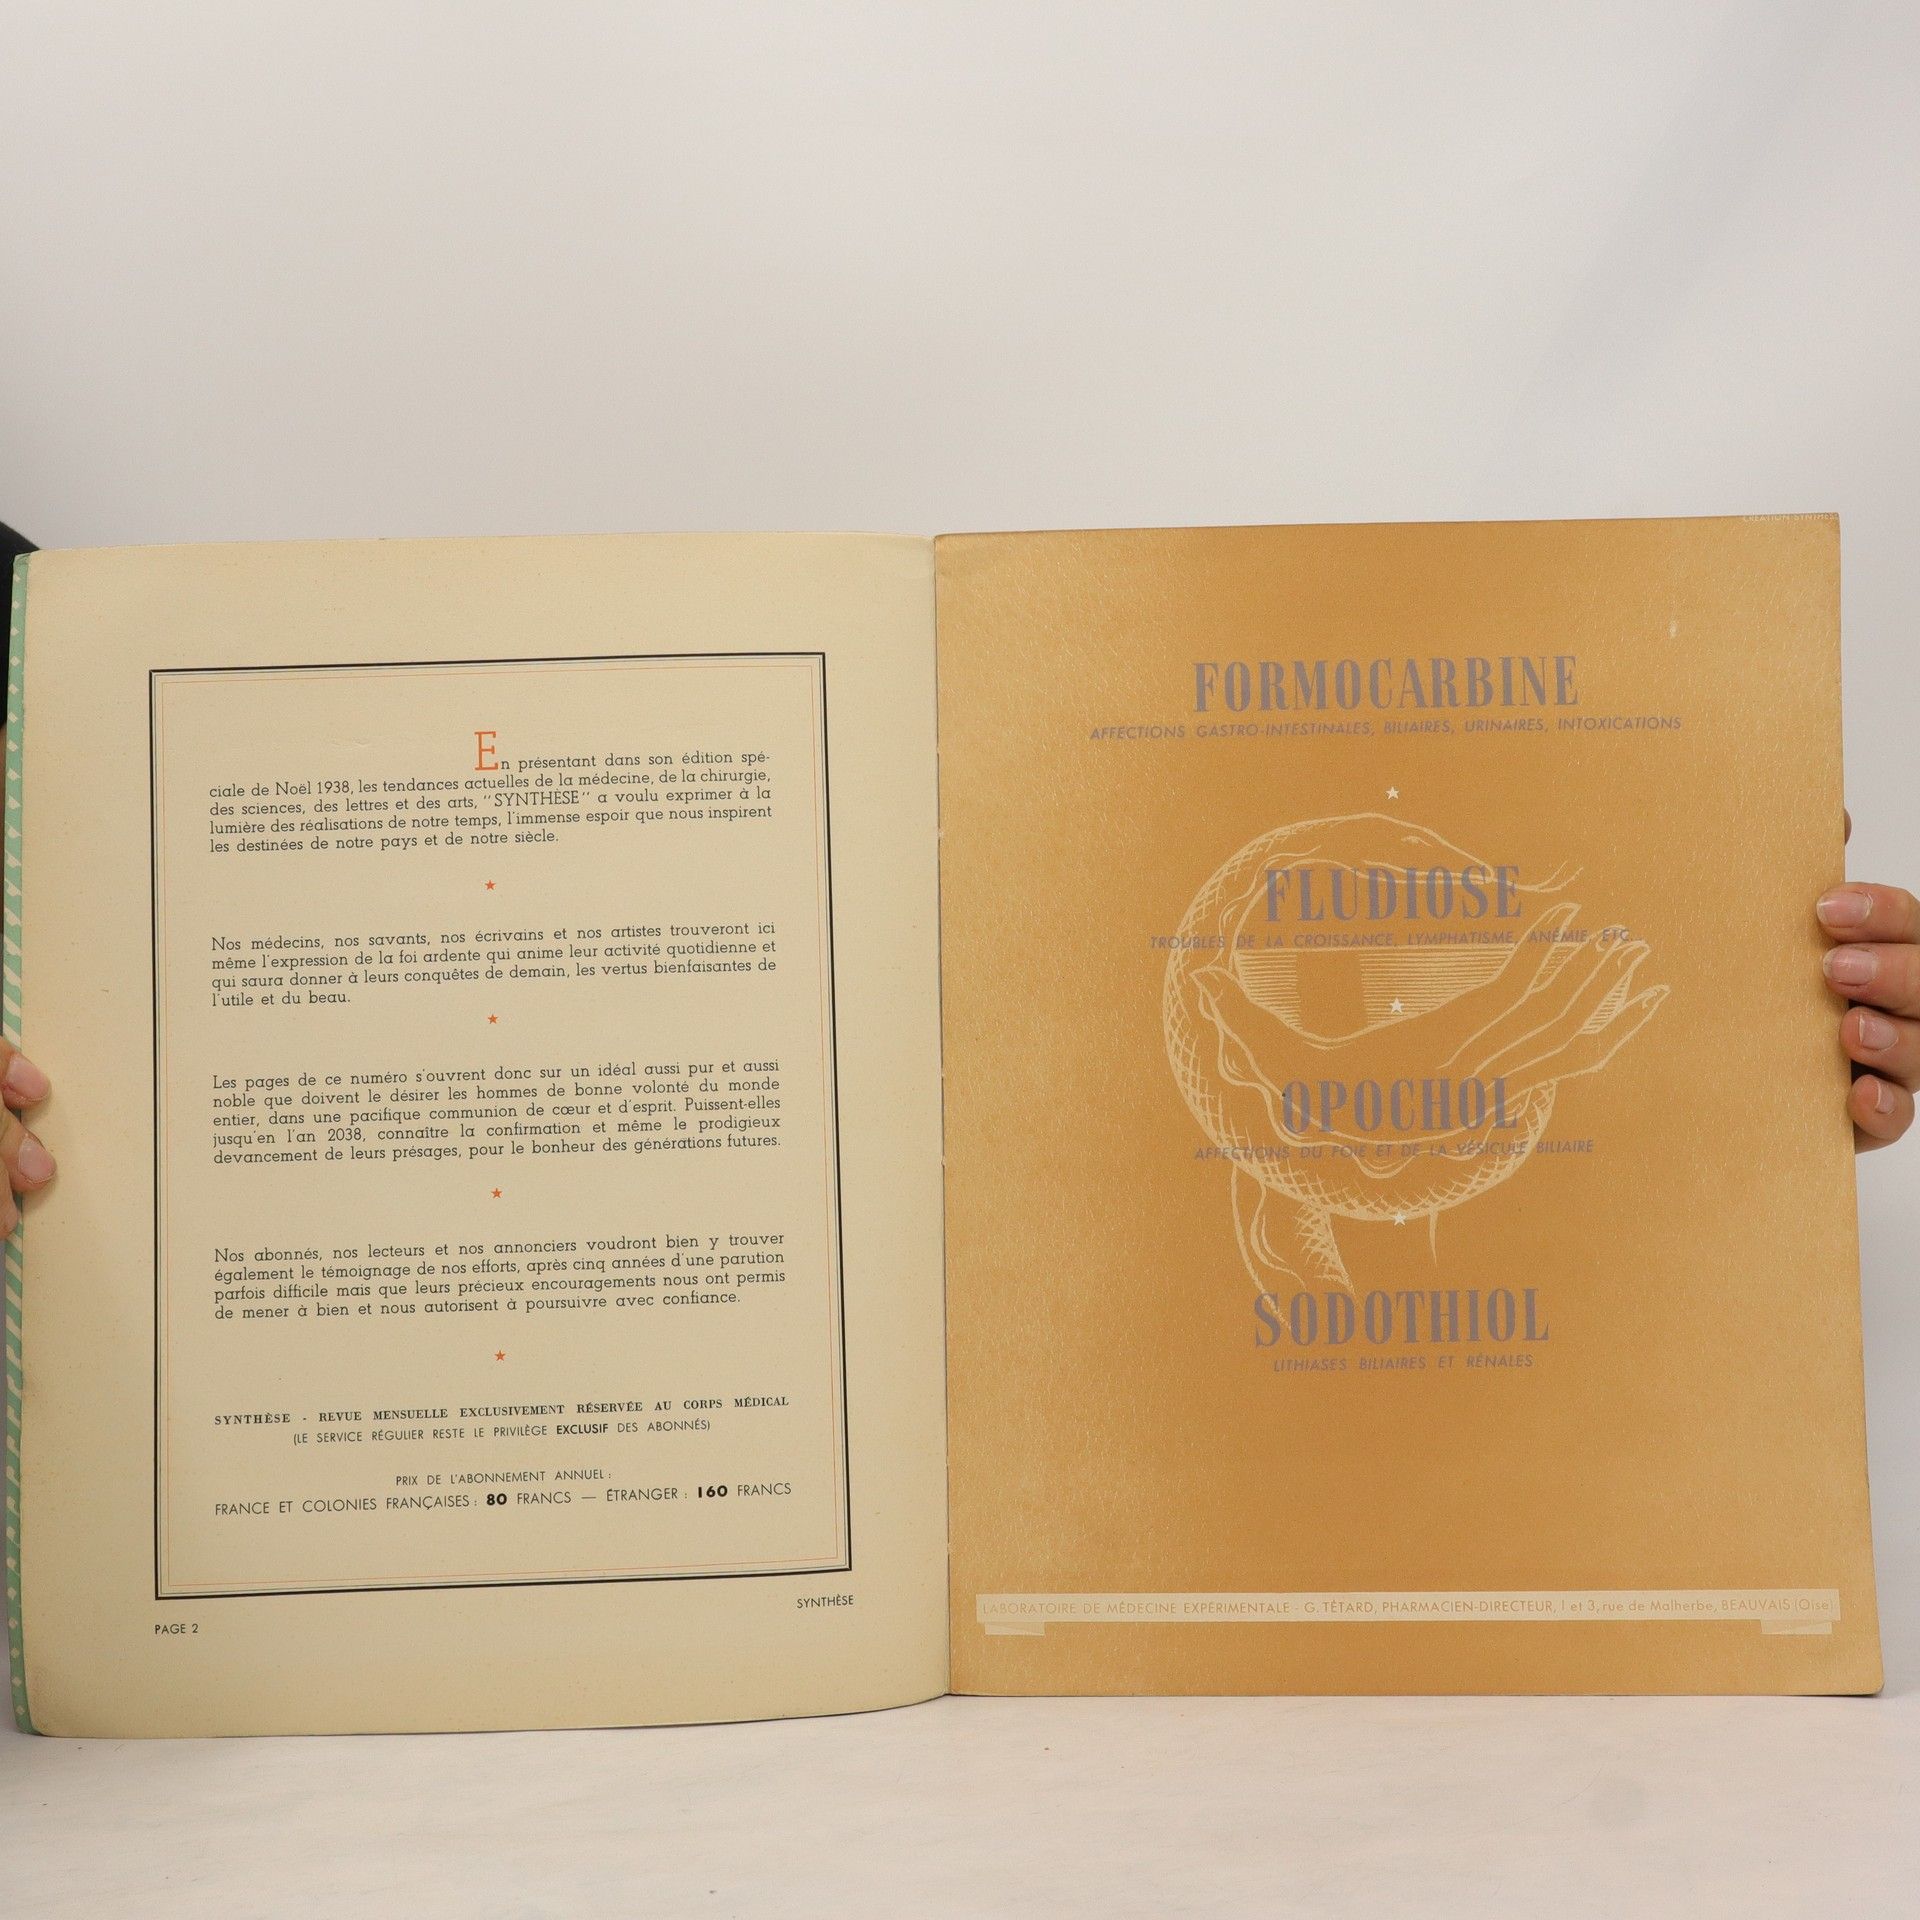 En présentant dans son édition spé-
ciale de Noël 1938, les tendances actuelles de la médecine, de la chirurgie,
des sciences, des lettres et des arts, "SYNTHÈSE" a voulu exprimer à la
lumière des réalisations de notre temps, l'immense espoir que nous inspirent
les destinées de notre pays et de notre siècle.
Nos médecins, nos savants, nos écrivains et nos artistes trouveront ici
même l'expression de la foi ardente qui anime leur activité quotidienne et
qui saura donner à leurs conquêtes de demain, les vertus bienfaisantes de
l'utile et du beau.
Les pages de ce numéro s'ouvrent donc sur un idéal aussi pur et aussi
noble que doivent le désirer les hommes de bonne volonté du monde
entier, dans une pacifique communion de cœur et d'esprit. Puissent-elles
jusqu'en l'an 2038, connaître la confirmation et même le prodigieux
devancement de leurs présages, pour le bonheur des générations futures.
Nos abonnés, nos lecteurs et nos annonciers voudront bien y trouver
également le témoignage de nos efforts, après cinq années d'une parution
parfois difficile mais que leurs précieux encouragements nous ont permis
de mener à bien et nous autorisent à poursuivre avec confiance.
SYNTHÈSE - REVUE MENSUELLE EXCLUSIVEMENT RÉSERVÉE AU CORPS MÉDICAL
(LE SERVICE RÉGULIER RESTE LE PRIVILÈGE EXCLUSIF DES ABONNÉS)
PRIX DE L'ABONNEMENT ANNUEL :
FRANCE ET COLONIES FRANÇAISES : 80 FRANCS — ÉTRANGER : 160 FRANCS
SYNTHÈSE
PAGE 2
CRÉATION SYNTHÈSE
FORMOCARBINE
AFFECTIONS GASTRO-INTESTINALES, BILIAIRES, URINAIRES, INTOXICATIONS
FLUDIOSE
TROUBLES DE LA CROISSANCE, LYMPHATISME, ANÉMIE, ETC.
OPOCHOL
AFFECTIONS DU FOIE ET DE LA VÉSICULE BILIAIRE
SODOTHIOL
LITHIASES BILIAIRES ET RÉNALES
LABORATOIRE DE MÉDECINE EXPÉRIMENTALE - G. TÉTARD, PHARMACIEN-DIRECTEUR, 1 et 3, rue de Malherbe, BEAUVAIS (Oise)